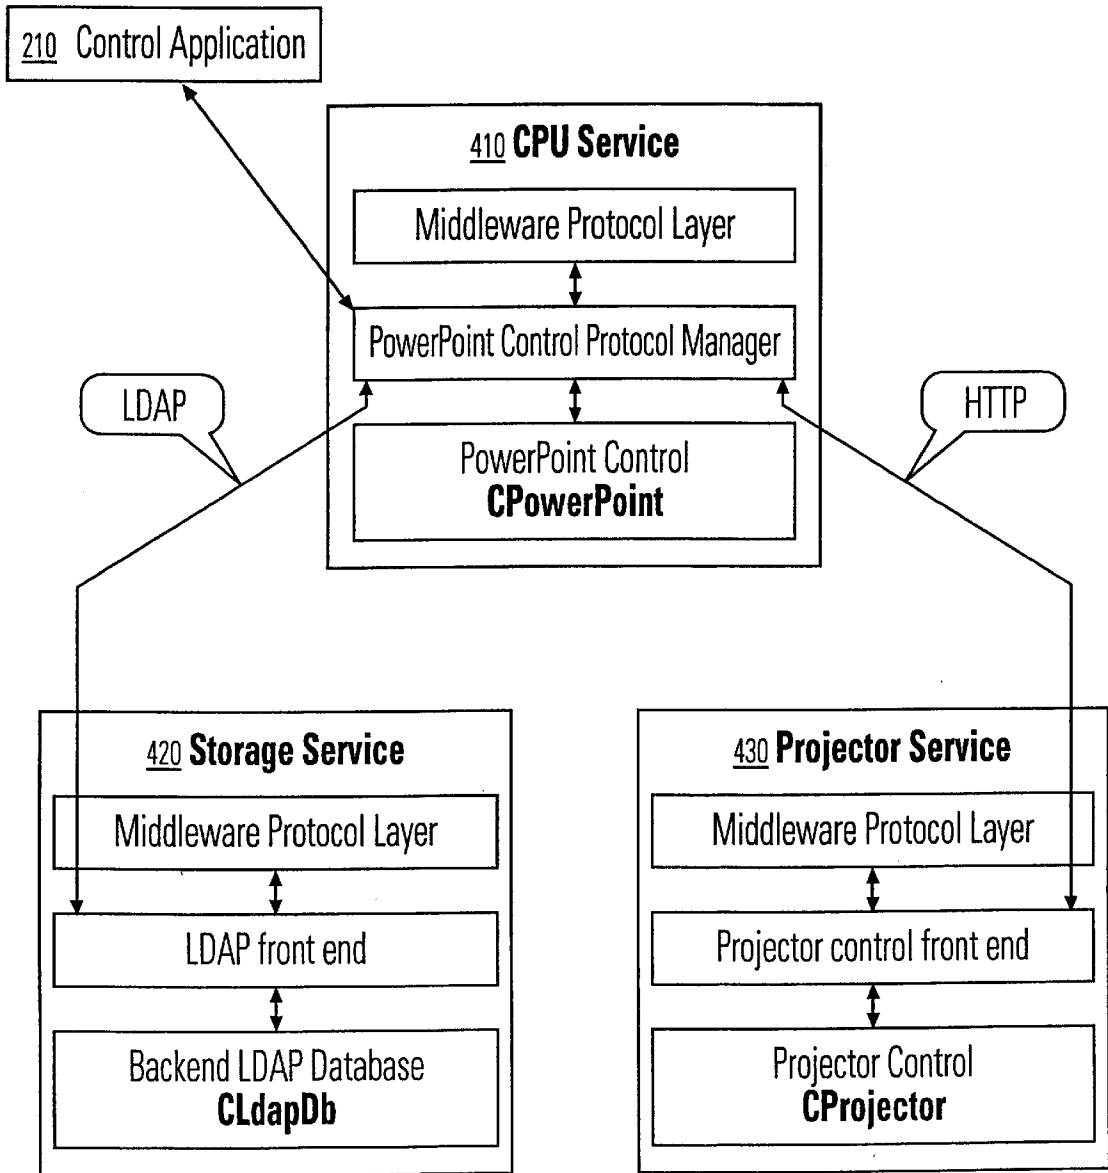 210 Control Application
410 CPU Service
Middleware Protocol Layer
PowerPoint Control Protocol Manager
LDAP
HTTP
PowerPoint Control
CPowerPoint
420 Storage Service
Middleware Protocol Layer
LDAP front end
Backend LDAP Database
CLdapDb
430 Projector Service
Middleware Protocol Layer
Projector control front end
Projector Control
CProjector